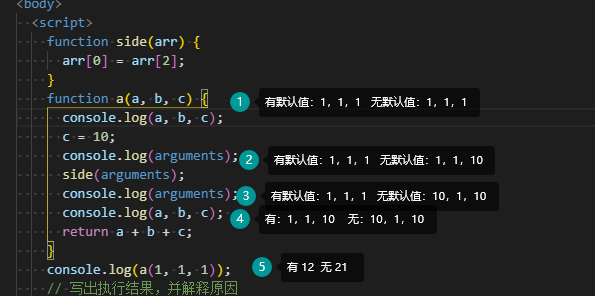 <body>
<script>
function side(arr) {
arr[0] = arr[2];
}
function a(a, b, c) {
1 有默认值：1，1，1 无默认值：1，1，1
console.log(a, b, c);
c = 10;
console.log(arguments);
2 有默认值：1，1，1 无默认值：1，1，10
side(arguments);
console.log(arguments);
3 有默认值：1，1，1 无默认值：10，1，10
console.log(a, b, c);
4 有：1，1，10 无：10，1，10
return a + b + c;
}
console.log(a(1, 1, 1));
5 有 12 无 21
// 写出执行结果，并解释原因